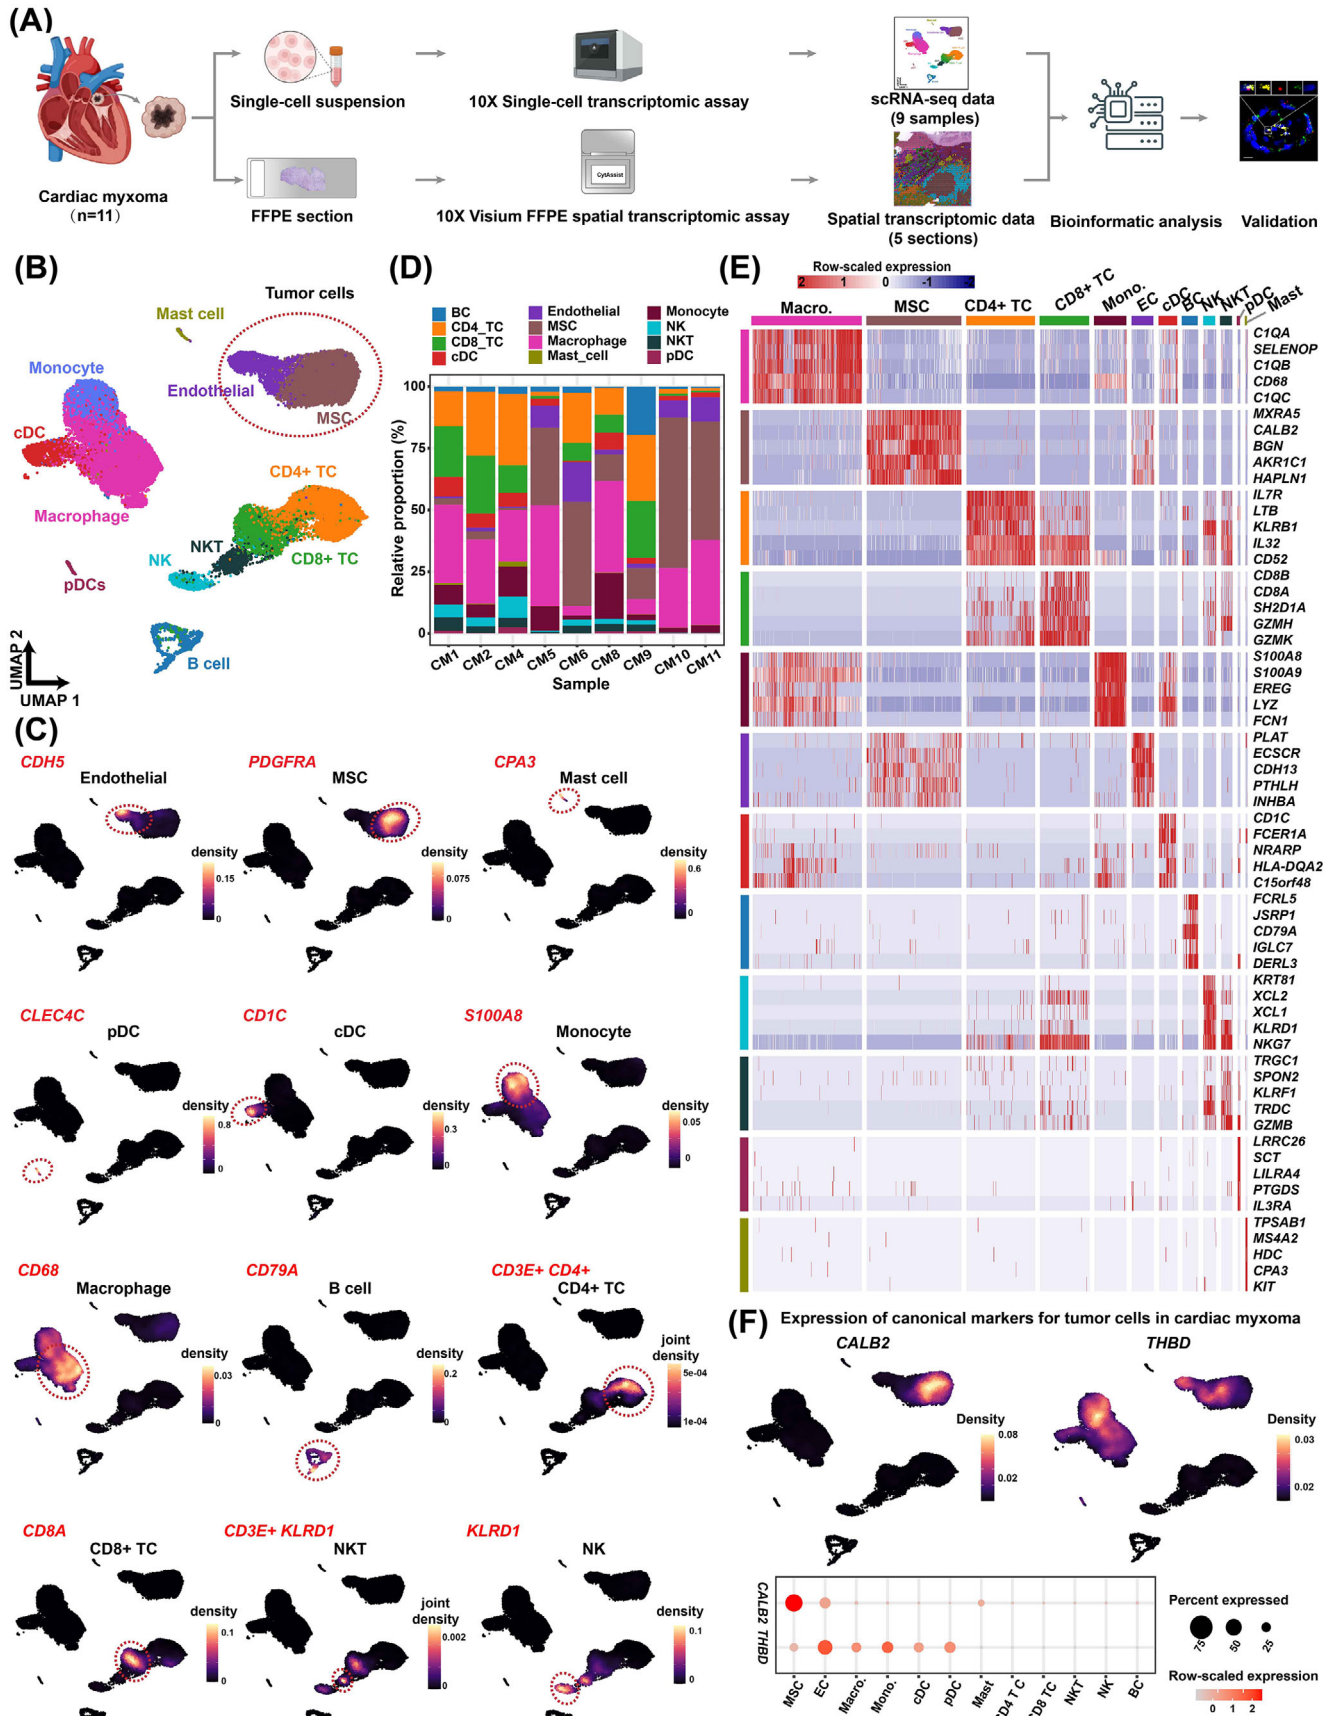 (A)
Cardiac myxoma
(n=11)
Single-cell suspension
10X Single-cell transcriptomic assay
scRNA-seq data
(9 samples)
FFPE section
CytAssist
10X Visium FFPE spatial transcriptomic assay
Spatial transcriptomic data
(5 sections)
Bioinformatic analysis
Validation
(B)
Tumor cells
Mast cell
Monocyte
Endothelial
MSC
cDC
CD4+ TC
Macrophage
NKT
NK
CD8+ TC
pDCs
B cell
UMAP 2
UMAP 1
(D)
BC
CD4_TC
CD8_TC
cDC
Endothelial
MSC
Macrophage
Mast_cell
Monocyte
NK
NKT
pDC
Relative proportion (%)
100
75
50
25
0
CM1
CM2
CM4
CM5
CM6
CM8
CM9
CM10
CM11
Sample
(E)
Row-scaled expression
2 1 0 -1 -2
Macro.
MSC
CD4+ TC
CD8+ TC
Mono.
EC
cDC
BC
NK
NKT
pDC
Mast
C1QA
SELENOP
C1QB
CD68
C1QC
MXRA5
CALB2
BGN
AKR1C1
HAPLN1
IL7R
LTB
KLRB1
IL32
CD52
CD8B
CD8A
SH2D1A
GZMH
GZMK
S100A8
S100A9
EREG
LYZ
FCN1
PLAT
ECSCR
CDH13
PTHLH
INHBA
CD1C
FCER1A
NRARP
HLA-DQA2
C15orf48
FCRL5
JSRP1
CD79A
IGLC7
DERL3
KRT81
XCL2
XCL1
KLRD1
NKG7
TRGC1
SPON2
KLRF1
TRDC
GZMB
LRRC26
SCT
LILRA4
PTGDS
IL3RA
TPSAB1
MS4A2
HDC
CPA3
KIT
(C)
CDH5
Endothelial
density
0.15
0
PDGFRA
MSC
density
0.075
0
CPA3
Mast cell
density
0.6
0
CLEC4C
pDC
density
0.8
0
CD1C
cDC
density
0.3
0
S100A8
Monocyte
density
0.05
0
CD68
Macrophage
density
0.03
0
CD79A
B cell
density
0.2
0
CD3E+ CD4+
CD4+ TC
joint
density
5e-04
1e-04
CD8A
CD8+ TC
density
0.1
0
CD3E+ KLRD1
NKT
joint
density
0.002
0
KLRD1
NK
density
0.1
0
(F)
Expression of canonical markers for tumor cells in cardiac myxoma
CALB2
Density
0.08
0.02
THBD
Density
0.03
0.02
CALB2
THBD
MSC
EC
Macro.
Mono.
cDC
pDC
Mast
CD4 T C
CD8 TC
NKT
NK
BC
Percent expressed
75
50
25
Row-scaled expression
0 1 2